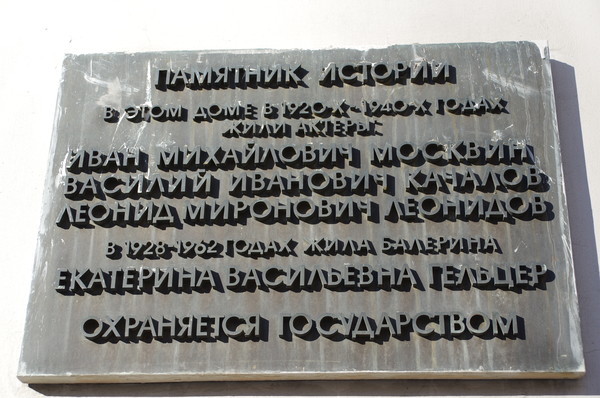 ПАМЯТНИК ИСТОРИИ
В ЭТОМ ДОМЕ В 1920-Х - 1940-Х ГОДАХ
ЖИЛИ АКТЕРЫ:
ИВАН МИХАЙЛОВИЧ МОСКВИН
ВАСИЛИЙ ИВАНОВИЧ КАЧАЛОВ
ЛЕОНИД МИРОНОВИЧ ЛЕОНИДОВ
В 1928-1962 ГОДАХ ЖИЛА БАЛЕРИНА
ЕКАТЕРИНА ВАСИЛЬЕВНА ГЕЛЬЦЕР
ОХРАНЯЕТСЯ ГОСУДАРСТВОМ